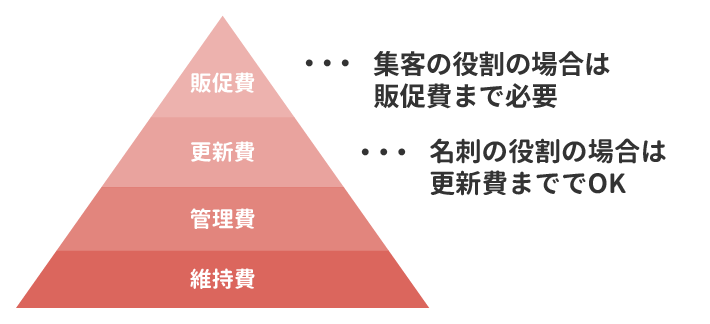 販促費
・・・ 集客の役割の場合は
販促費まで必要
更新費
・・・ 名刺の役割の場合は
更新費まででOK
管理費
維持費